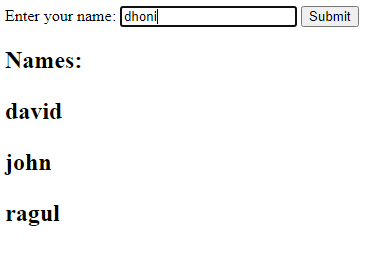 Enter your name: dhoni Submit
Names:
david
john
ragul